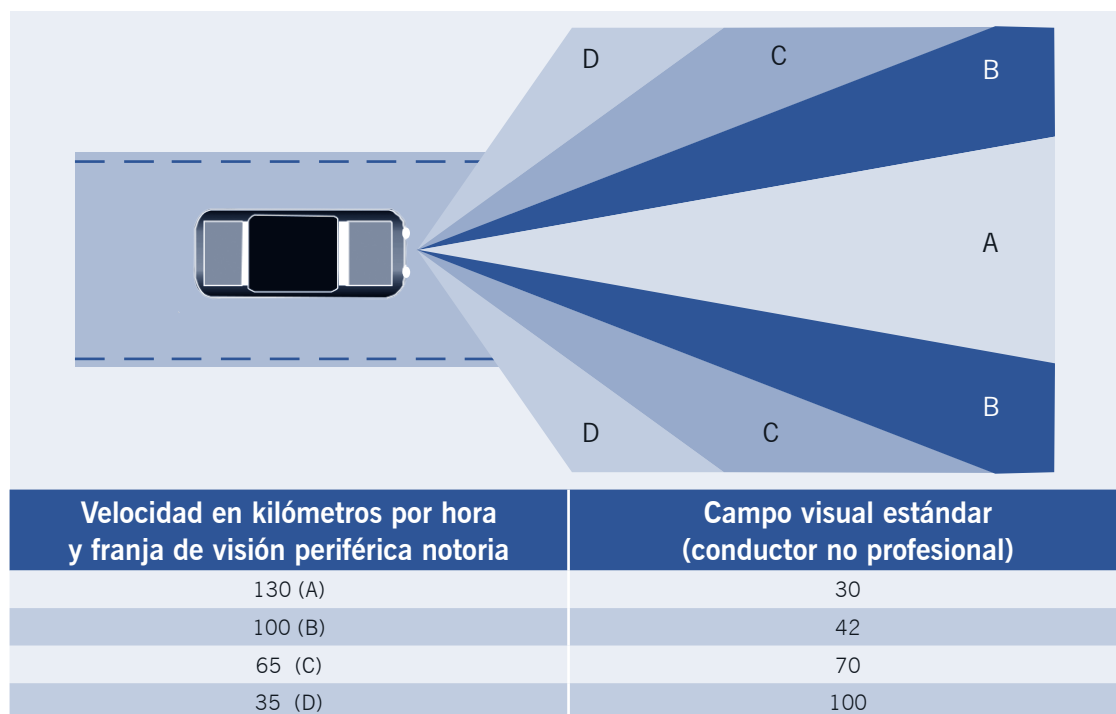 D
C
B
A
B
D
C
Velocidad en kilómetros por hora
y franja de visión periférica notoria
Campo visual estándar
(conductor no profesional)
130 (A)
30
100 (B)
42
65 (C)
70
35 (D)
100